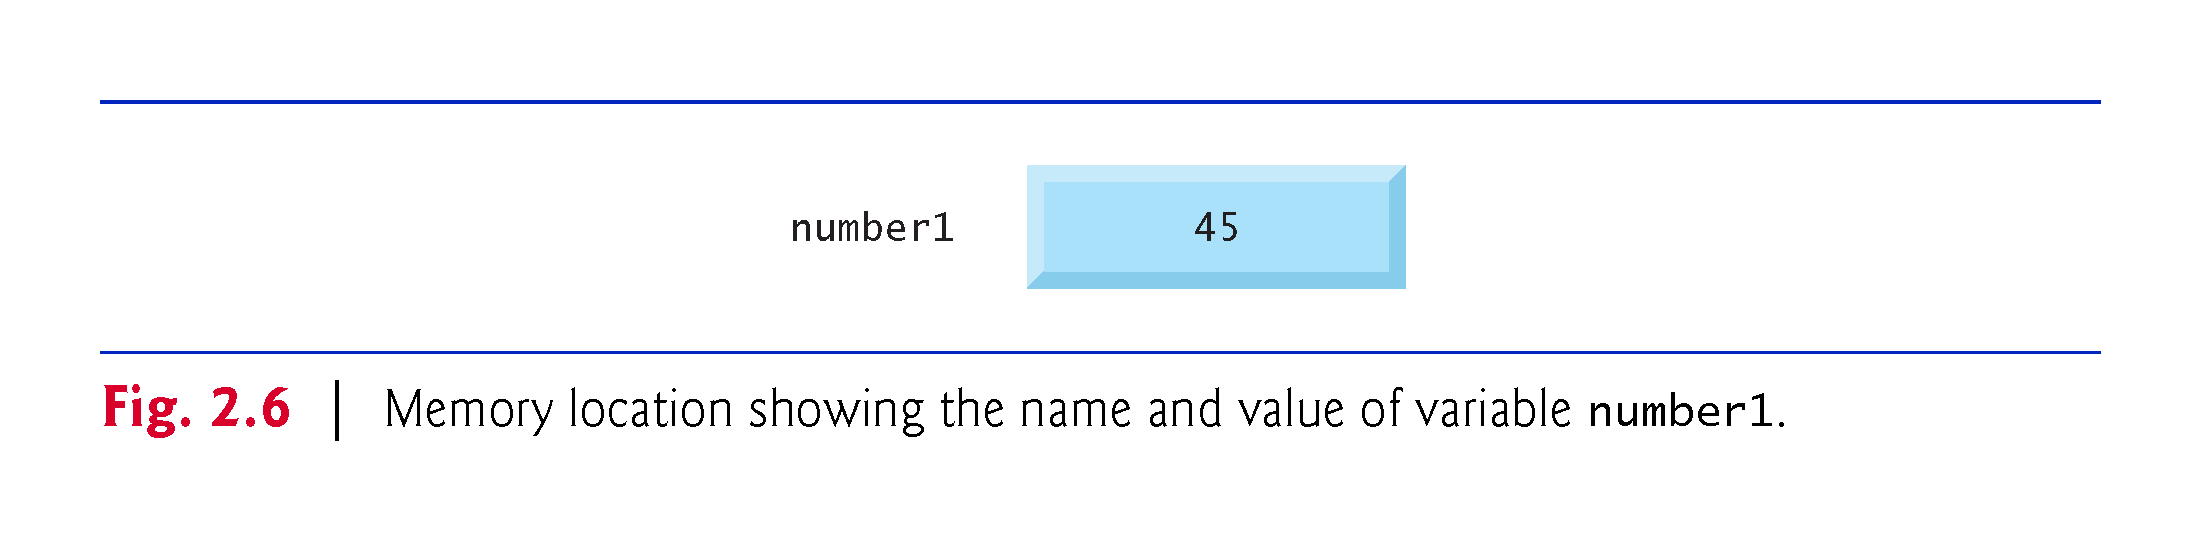 number1 45
Fig. 2.6 | Memory location showing the name and value of variable number1.